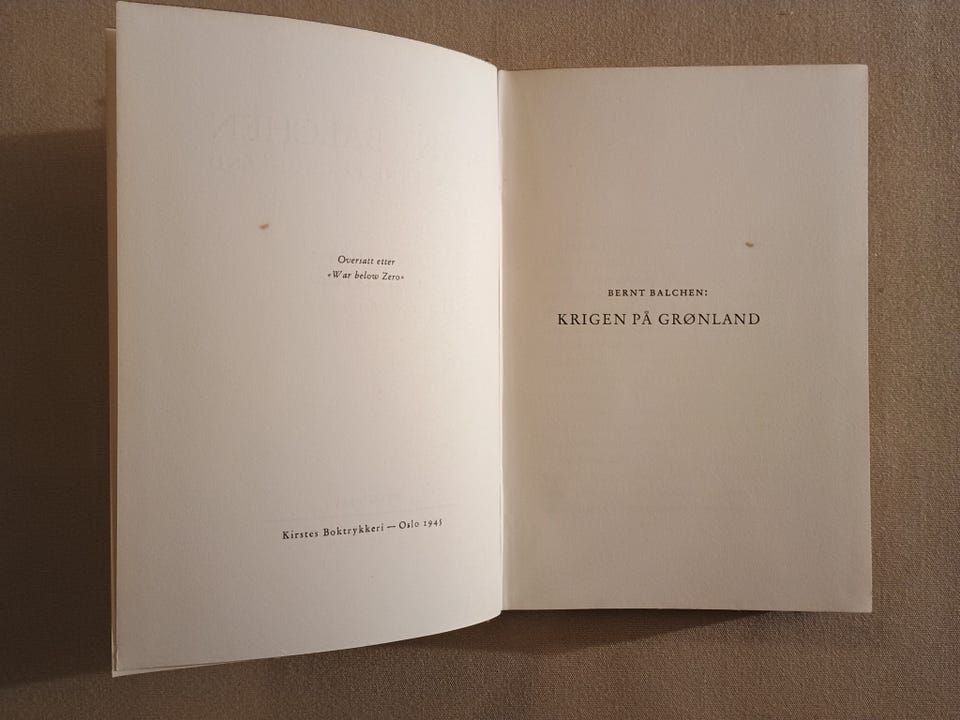 Oversatt etter
«War below Zero»
Kirstes Boktrykkeri — Oslo 1945
BERNT BALCHEN:
KRIGEN PÅ GRØNLAND